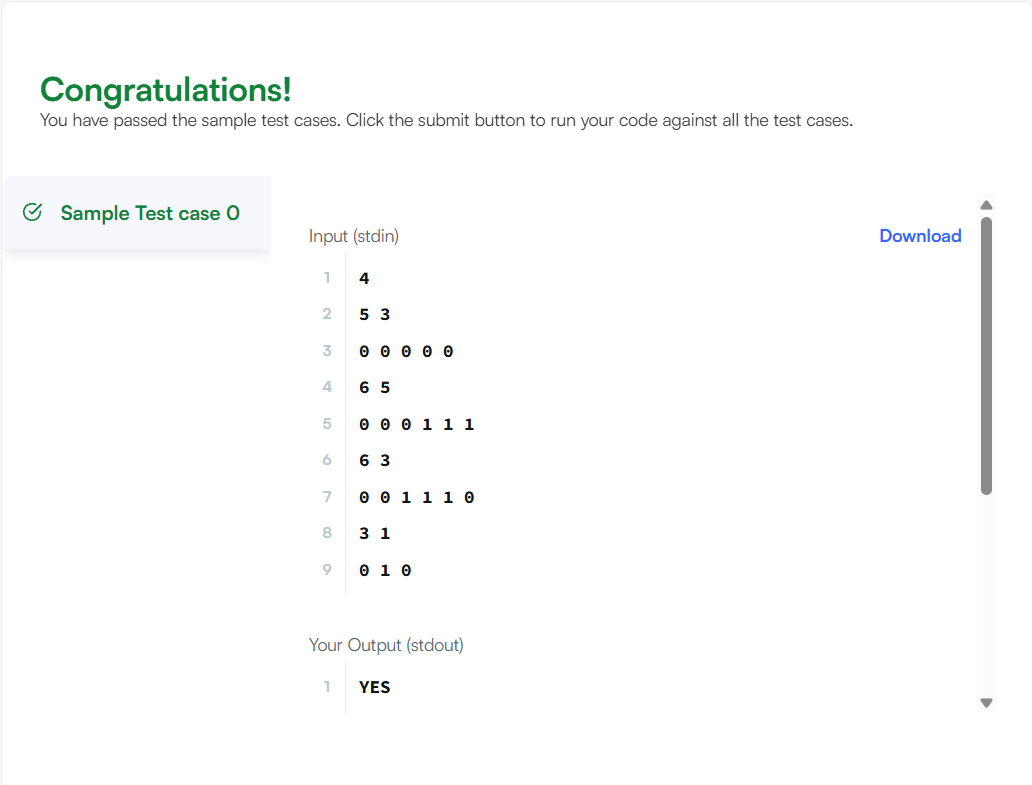 Congratulations!
You have passed the sample test cases. Click the submit button to run your code against all the test cases.
Sample Test case 0
Input (stdin)
Download
1 4
2 5 3
3 0 0 0 0 0
4 6 5
5 0 0 0 1 1 1
6 6 3
7 0 0 1 1 1 0
8 3 1
9 0 1 0
Your Output (stdout)
1 YES